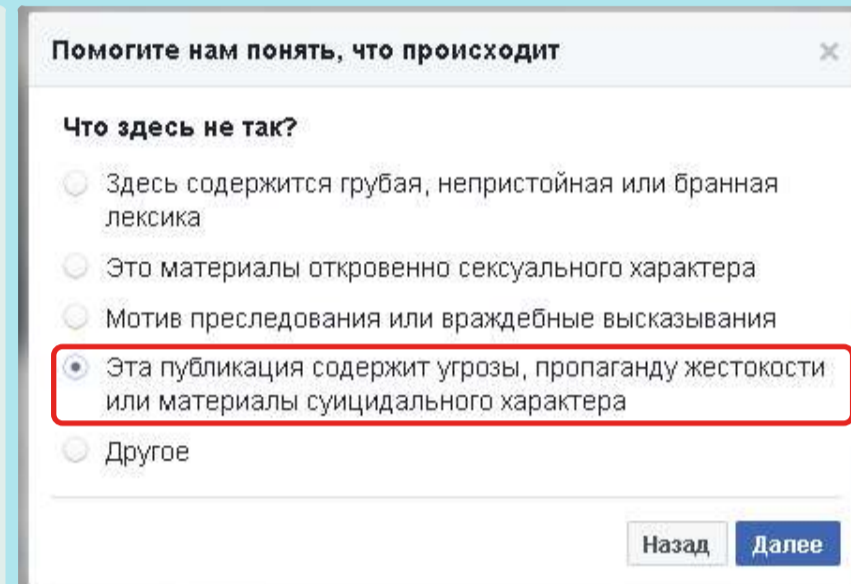 Помогите нам понять, что происходит
Что здесь не так?
Здесь содержится грубая, непристойная или бранная
лексика
Это материалы откровенно сексуального характера
Мотив преследования или враждебные высказывания
Эта публикация содержит угрозы, пропаганду жестокости
или материалы суицидального характера
Другое
Назад Далее